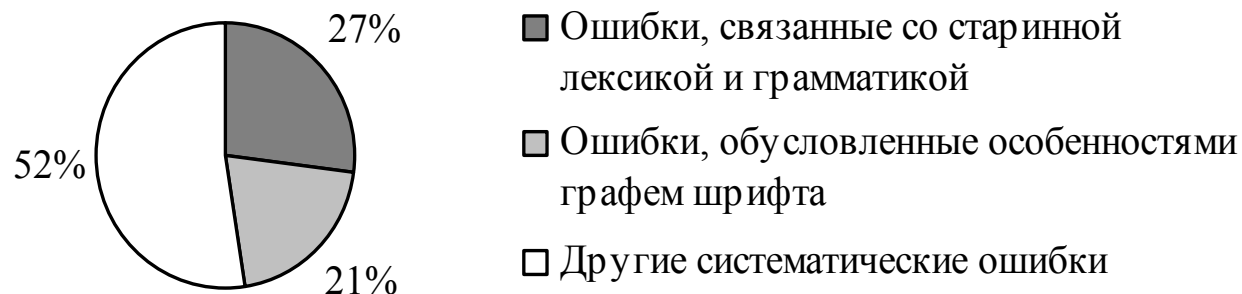 27%
52%
21%
Ошибки, связанные со старинной
лексикой и грамматикой
Ошибки, обусловленные особенностями
графем шрифта
Другие систематические ошибки